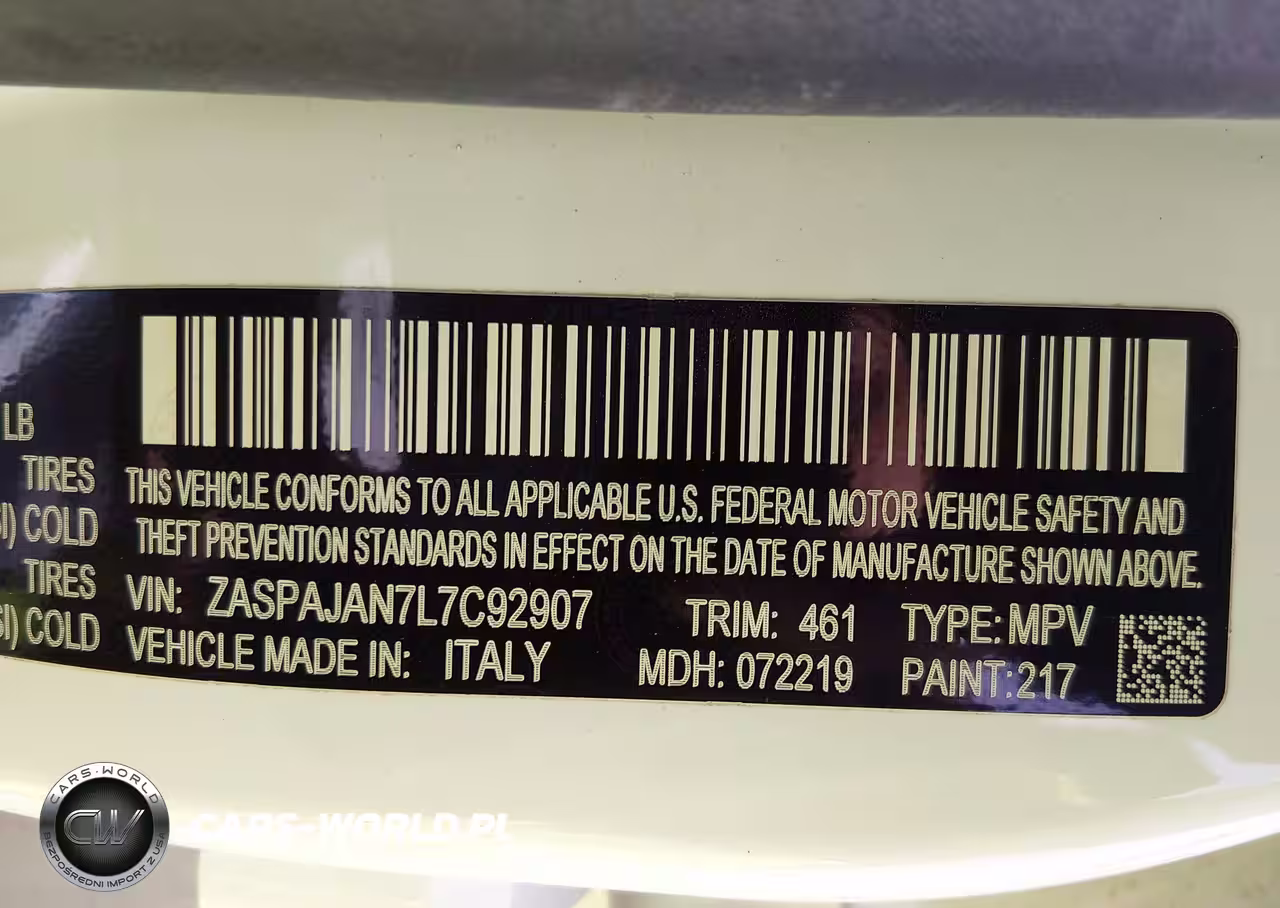 LB
TIRES
SI) COLD
TIRES
SI) COLD
THIS VEHICLE CONFORMS TO ALL APPLICABLE U.S. FEDERAL MOTOR VEHICLE SAFETY AND
THEFT PREVENTION STANDARDS IN EFFECT ON THE DATE OF MANUFACTURE SHOWN ABOVE.
VIN: ZASPAJAN7L7C92907 TRIM: 461 TYPE: MPV
VEHICLE MADE IN: ITALY MDH: 072219 PAINT: 217
CARS-WORLD
CW
BEZPOŚREDNI IMPORT Z USA
CARS-WORLD.PL